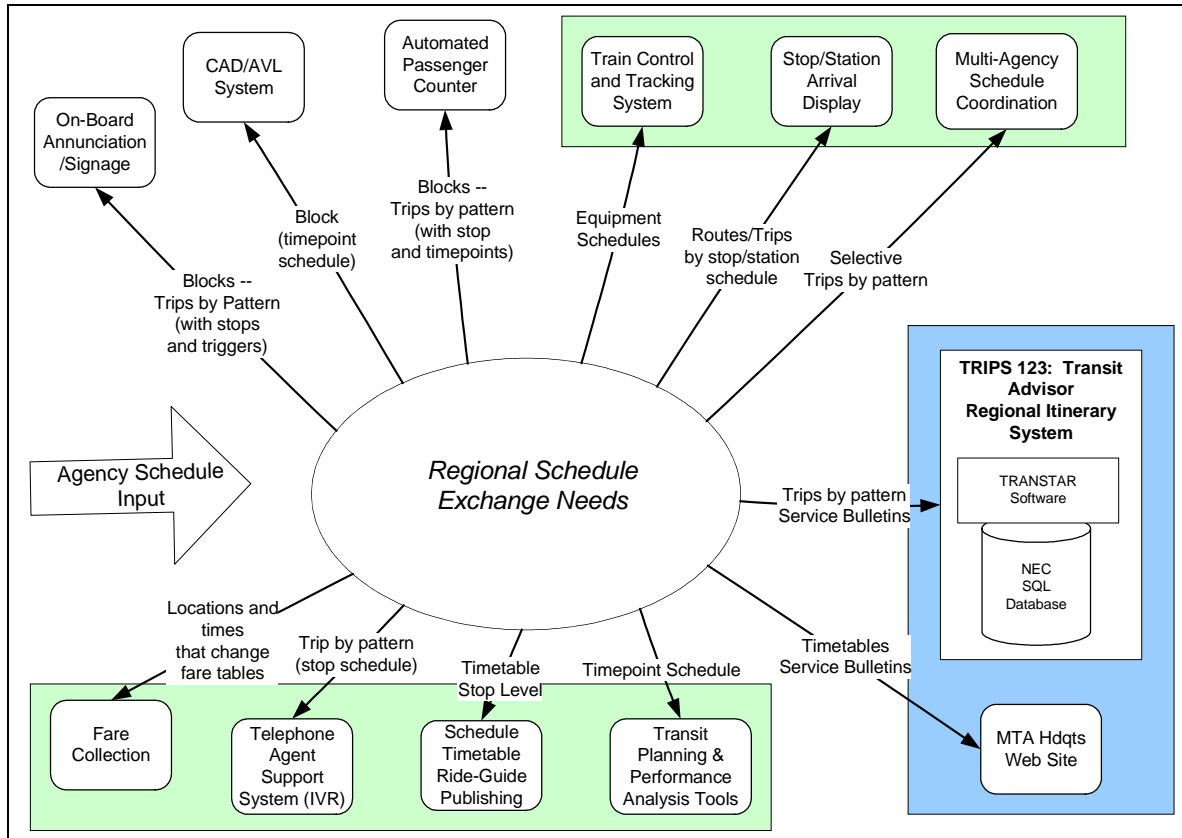 On-Board
Annunciation
/Signage
CAD/AVL
System
Automated
Passenger
Counter
Train Control
and Tracking
System
Stop/Station
Arrival
Display
Multi-Agency
Schedule
Coordination
Blocks --
Trips by Pattern
(with stops
and triggers)
Block
(timepoint
schedule)
Blocks --
Trips by pattern
(with stop
and timepoints)
Equipment
Schedules
Routes/Trips
by stop/station
schedule
Selective
Trips by pattern
Agency Schedule
Input
Regional Schedule
Exchange Needs
Trips by pattern
Service Bulletins
TRIPS 123: Transit
Advisor
Regional Itinerary
System
TRANSTAR
Software
NEC
SQL
Database
Locations and
times
that change
fare tables
Trip by pattern
(stop schedule)
Timetable
Stop Level
Timepoint Schedule
Timetables
Service Bulletins
Fare
Collection
Telephone
Agent
Support
System (IVR)
Schedule
Timetable
Ride-Guide
Publishing
Transit
Planning &
Performance
Analysis Tools
MTA Hdqts
Web Site